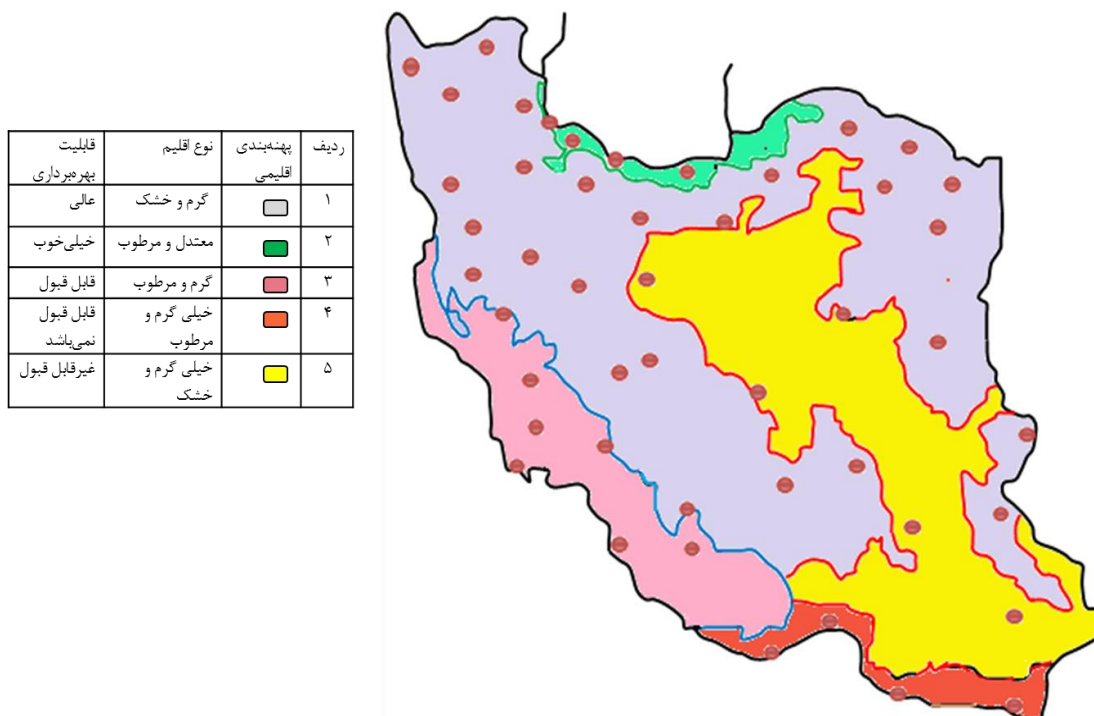 ردیف پهنه‌بندی اقلیمی نوع اقلیم قابلیت بهره‌برداری
۱ گرم و خشک عالی
۲ معتدل و مرطوب خیلی‌خوب
۳ گرم و مرطوب قابل قبول
۴ خیلی گرم و مرطوب قابل قبول نمی‌باشد
۵ خیلی گرم و خشک غیرقابل قبول